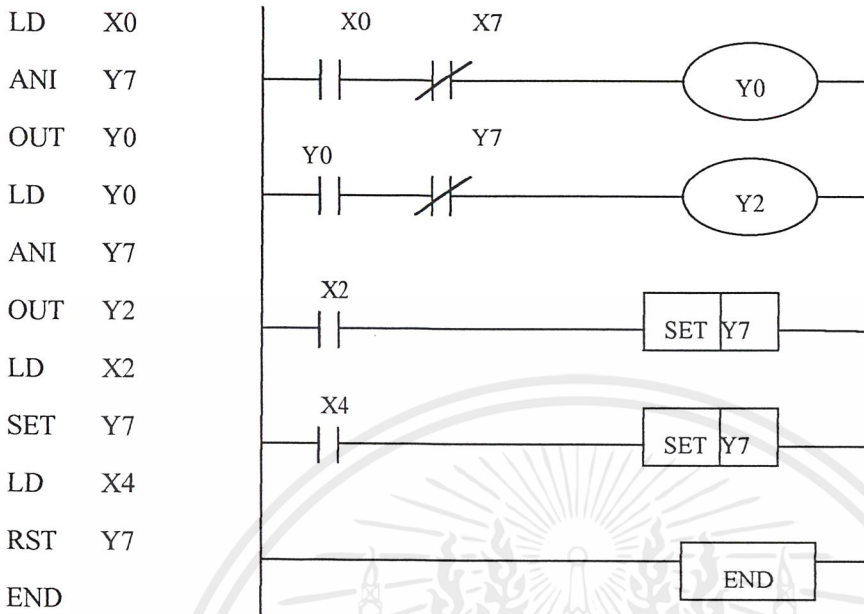 LD X0
ANI Y7
OUT Y0
LD Y0
ANI Y7
OUT Y2
LD X2
SET Y7
LD X4
RST Y7
END
X0 X7
Y0
Y0 Y7
Y2
X2
SET Y7
X4
SET Y7
END